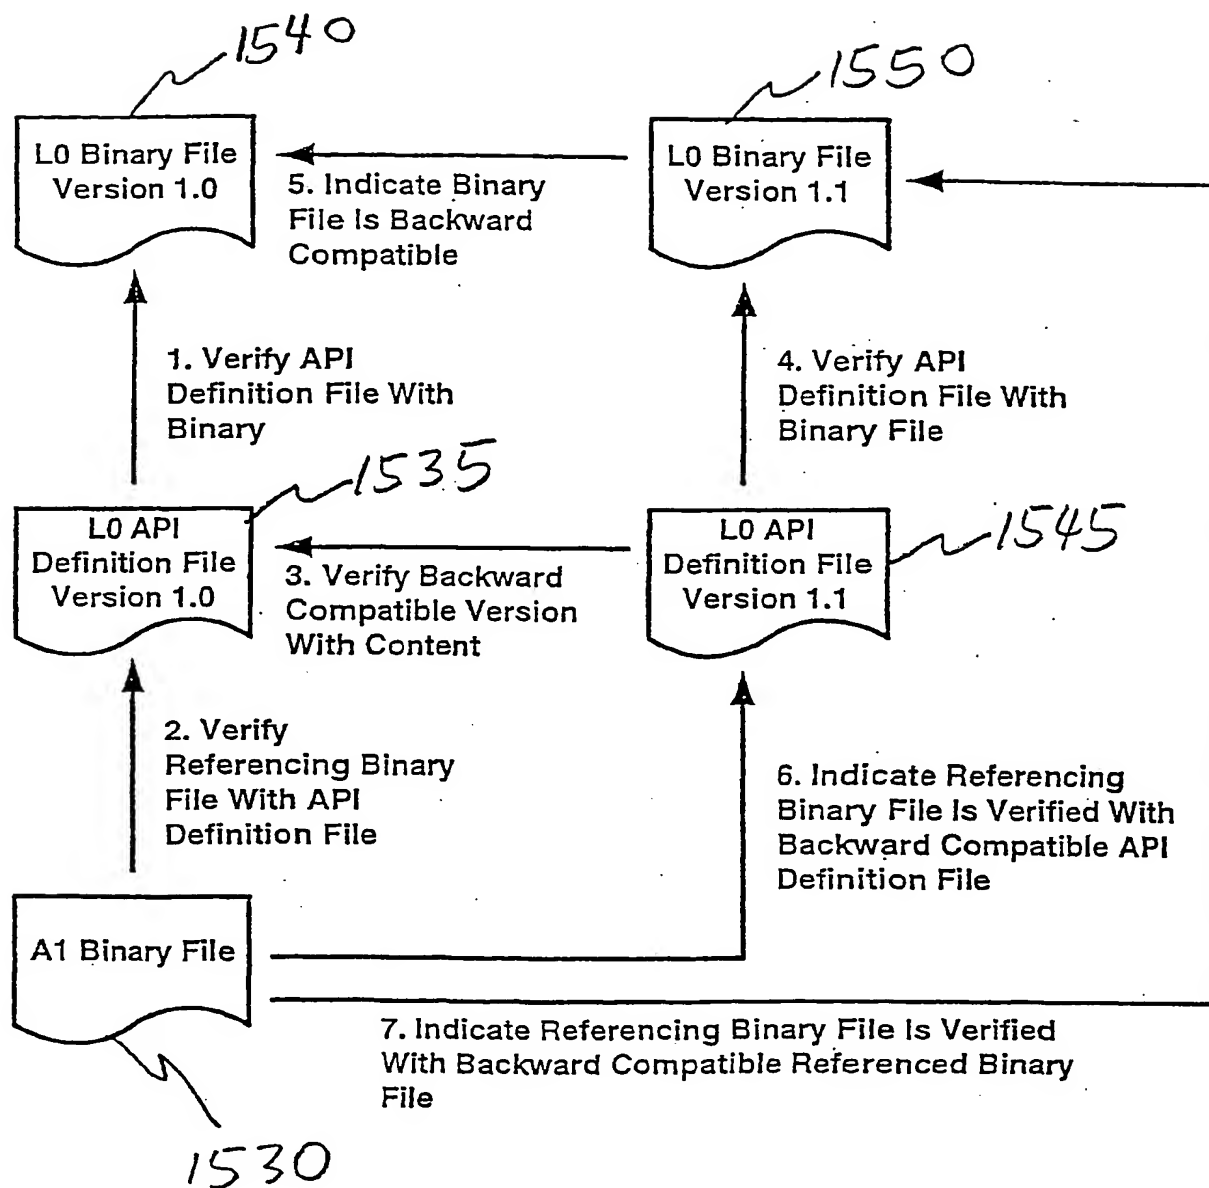 1540
1550
L0 Binary File
Version 1.0
5. Indicate Binary
File Is Backward
Compatible
L0 Binary File
Version 1.1
1. Verify API
Definition File With
Binary
4. Verify API
Definition File With
Binary File
1535
1545
L0 API
Definition File
Version 1.0
3. Verify Backward
Compatible Version
With Content
L0 API
Definition File
Version 1.1
2. Verify
Referencing Binary
File With API
Definition File
6. Indicate Referencing
Binary File Is Verified With
Backward Compatible API
Definition File
A1 Binary File
7. Indicate Referencing Binary File Is Verified
With Backward Compatible Referenced Binary
File
1530